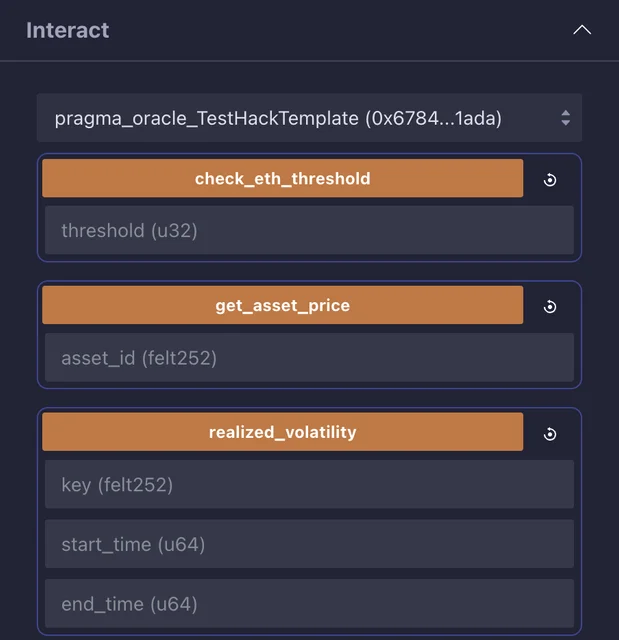 Interact
pragma_oracle_TestHackTemplate (0x6784...1ada)
check_eth_threshold
threshold (u32)
get_asset_price
asset_id (felt252)
realized_volatility
key (felt252)
start_time (u64)
end_time (u64)